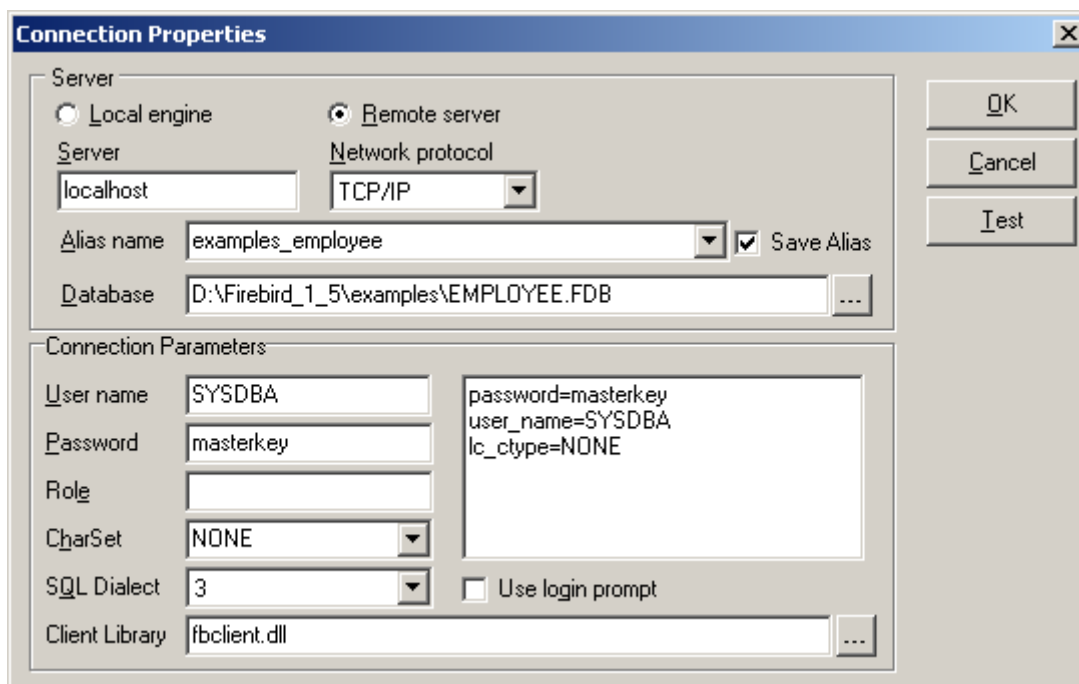 Connection Properties
Server
Local engine Remote server
Server Network protocol
localhost TCP/IP
Alias name examples_employee Save Alias
Database D:\Firebird_1_5\examples\EMPLOYEE.FDB ...
OK
Cancel
Test
Connection Parameters
User name SYSDBA
Password masterkey
Role
CharSet NONE
SQL Dialect 3
password=masterkey
user_name=SYSDBA
lc_ctype=NONE
Use login prompt
Client Library fbclient.dll ...